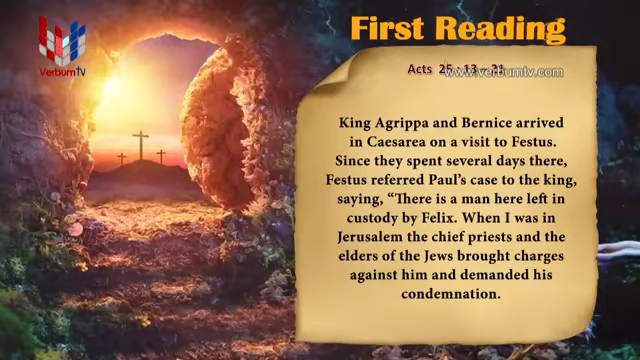 VerbumTV
First Reading
Acts 25 : 13 - 21
www.verbumtv.com
King Agrippa and Bernice arrived
in Caesarea on a visit to Festus.
Since they spent several days there,
Festus referred Paul’s case to the king,
saying, “There is a man here left in
custody by Felix. When I was in
Jerusalem the chief priests and the
elders of the Jews brought charges
against him and demanded his
condemnation.